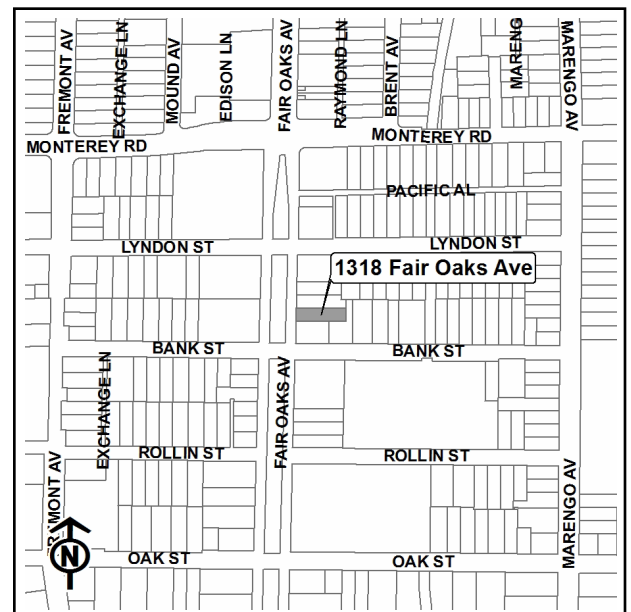 FREMONT AV
EXCHANGE LN
MOUND AV
EDISON LN
FAIR OAKS AV
RAYMOND LN
BRENT AV
MARENG
MARENGO AV
MONTEREY RD
MONTEREY RD
PACIFIC AL
LYNDON ST
LYNDON ST
1318 Fair Oaks Ave
BANK ST
BANK ST
EXCHANGE LN
FAIR OAKS AV
ROLLIN ST
ROLLIN ST
MONT AV
MARENGO AV
N
OAK ST
OAK ST